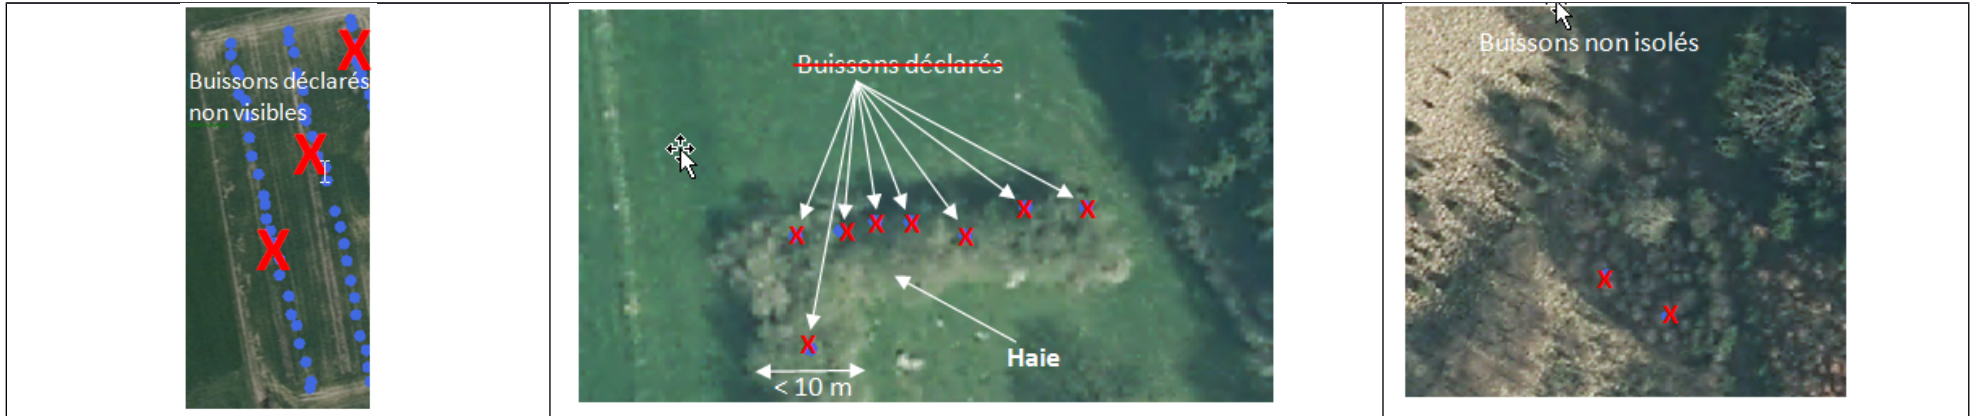 Buissons déclarés
non visibles
Buissons déclarés
Haie
< 10 m
Buissons non isolés